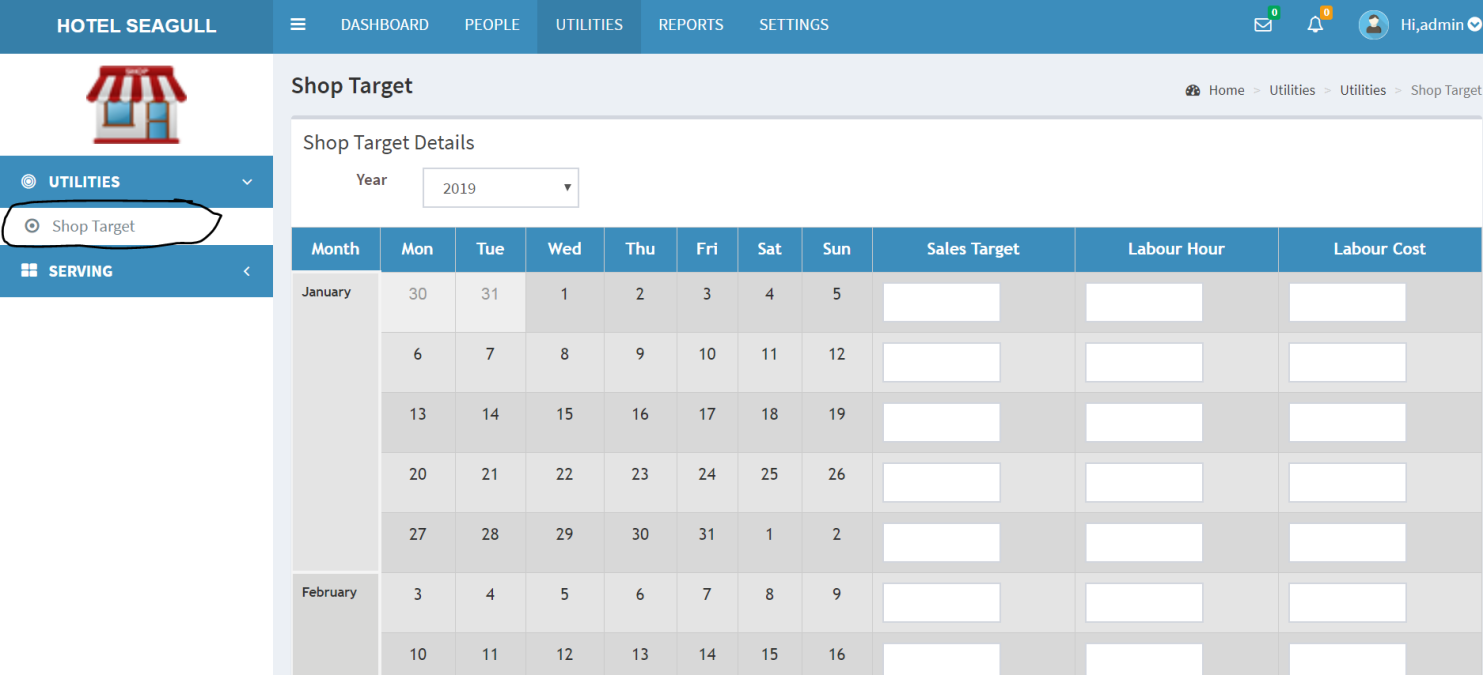 HOTEL SEAGULL DASHBOARD PEOPLE UTILITIES REPORTS SETTINGS 0 0 Hi,admin
SHOP
UTILITIES
Shop Target
SERVING
Shop Target
Home > Utilities > Utilities > Shop Target
Shop Target Details
Year 2019
Month Mon Tue Wed Thu Fri Sat Sun Sales Target Labour Hour Labour Cost
January 30 31 1 2 3 4 5
6 7 8 9 10 11 12
13 14 15 16 17 18 19
20 21 22 23 24 25 26
27 28 29 30 31 1 2
February 3 4 5 6 7 8 9
10 11 12 13 14 15 16